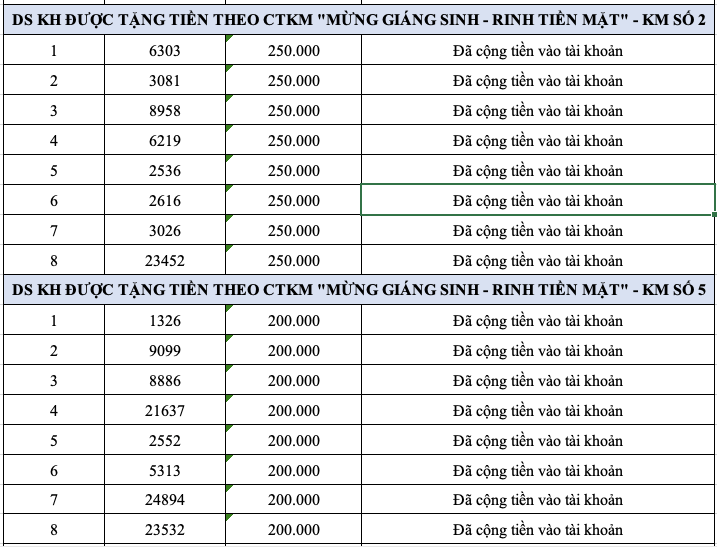 DS KH ĐƯỢC TẶNG TIỀN THEO CTKM "MỪNG GIÁNG SINH - RINH TIỀN MẶT" - KM SỐ 2
1 6303 250.000 Đã cộng tiền vào tài khoản
2 3081 250.000 Đã cộng tiền vào tài khoản
3 8958 250.000 Đã cộng tiền vào tài khoản
4 6219 250.000 Đã cộng tiền vào tài khoản
5 2536 250.000 Đã cộng tiền vào tài khoản
6 2616 250.000 Đã cộng tiền vào tài khoản
7 3026 250.000 Đã cộng tiền vào tài khoản
8 23452 250.000 Đã cộng tiền vào tài khoản
DS KH ĐƯỢC TẶNG TIỀN THEO CTKM "MỪNG GIÁNG SINH - RINH TIỀN MẶT" - KM SỐ 5
1 1326 200.000 Đã cộng tiền vào tài khoản
2 9099 200.000 Đã cộng tiền vào tài khoản
3 8886 200.000 Đã cộng tiền vào tài khoản
4 21637 200.000 Đã cộng tiền vào tài khoản
5 2552 200.000 Đã cộng tiền vào tài khoản
6 5313 200.000 Đã cộng tiền vào tài khoản
7 24894 200.000 Đã cộng tiền vào tài khoản
8 23532 200.000 Đã cộng tiền vào tài khoản